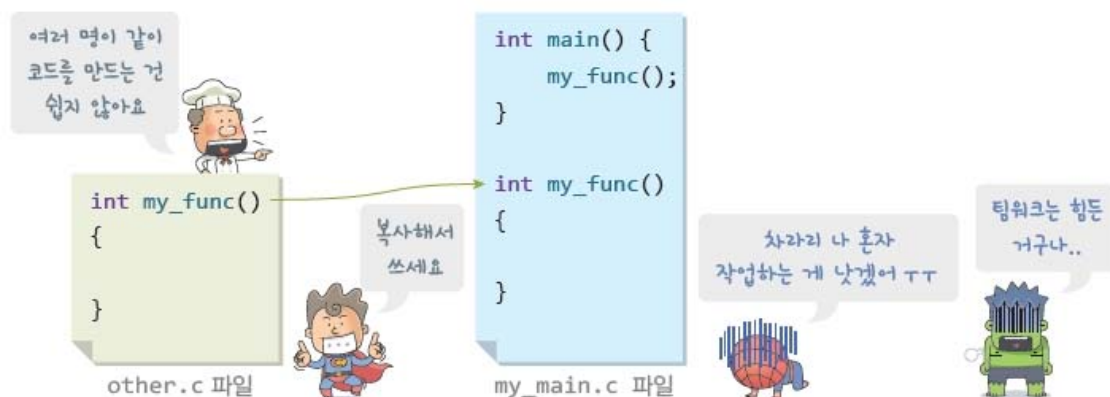 여러 명이 같이
코드를 만드는 건
쉽지 않아요
int my_func()
{
}
other.c 파일
복사해서
쓰세요
int main() {
my_func();
}
int my_func()
{
}
my_main.c 파일
차라리 나 혼자
작업하는 게 낫겠어 ㅜㅜ
팀워크는 힘든
거구나..